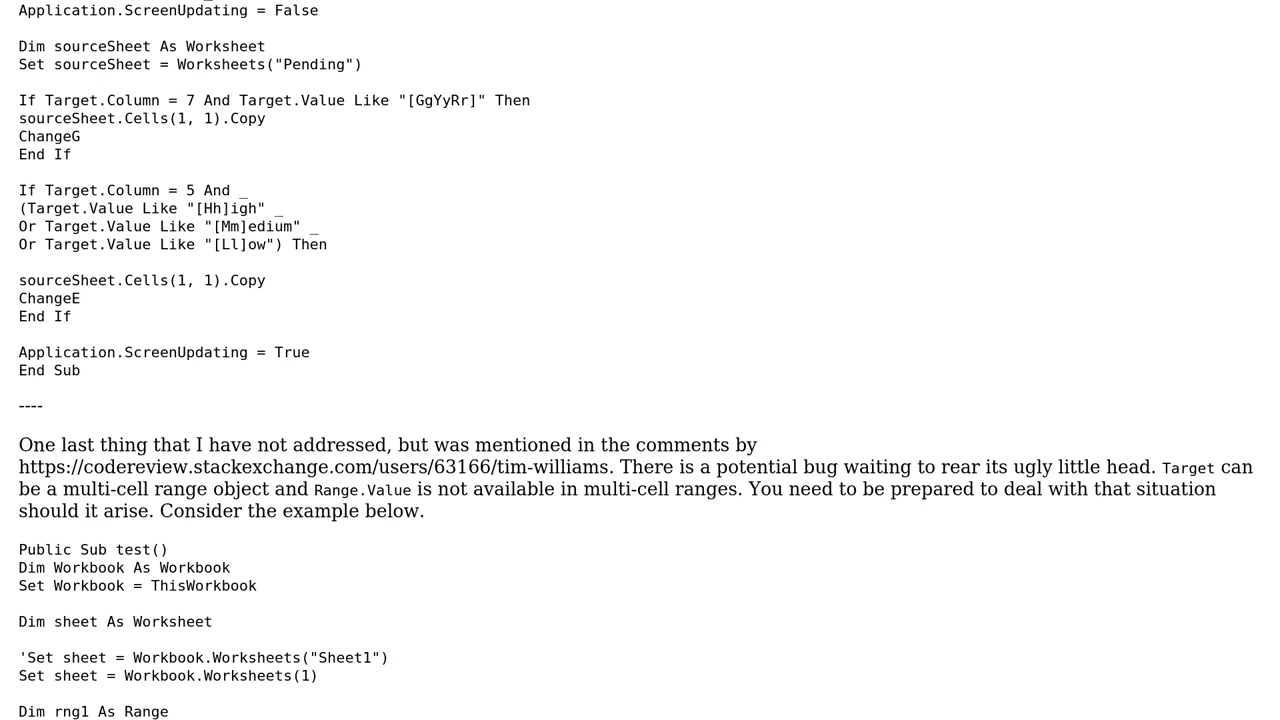 Application.ScreenUpdating = False
Dim sourceSheet As Worksheet
Set sourceSheet = Worksheets("Pending")
If Target.Column = 7 And Target.Value Like "[GgYyRr]" Then
sourceSheet.Cells(1, 1).Copy
ChangeG
End If
If Target.Column = 5 And _
(Target.Value Like "[Hh]igh" _
Or Target.Value Like "[Mm]edium" _
Or Target.Value Like "[Ll]ow") Then
sourceSheet.Cells(1, 1).Copy
ChangeE
End If
Application.ScreenUpdating = True
End Sub
----
One last thing that I have not addressed, but was mentioned in the comments by
https://codereview.stackexchange.com/users/63166/tim-williams. There is a potential bug waiting to rear its ugly little head. Target can
be a multi-cell range object and Range.Value is not available in multi-cell ranges. You need to be prepared to deal with that situation
should it arise. Consider the example below.
Public Sub test()
Dim Workbook As Workbook
Set Workbook = ThisWorkbook
Dim sheet As Worksheet
'Set sheet = Workbook.Worksheets("Sheet1")
Set sheet = Workbook.Worksheets(1)
Dim rng1 As Range